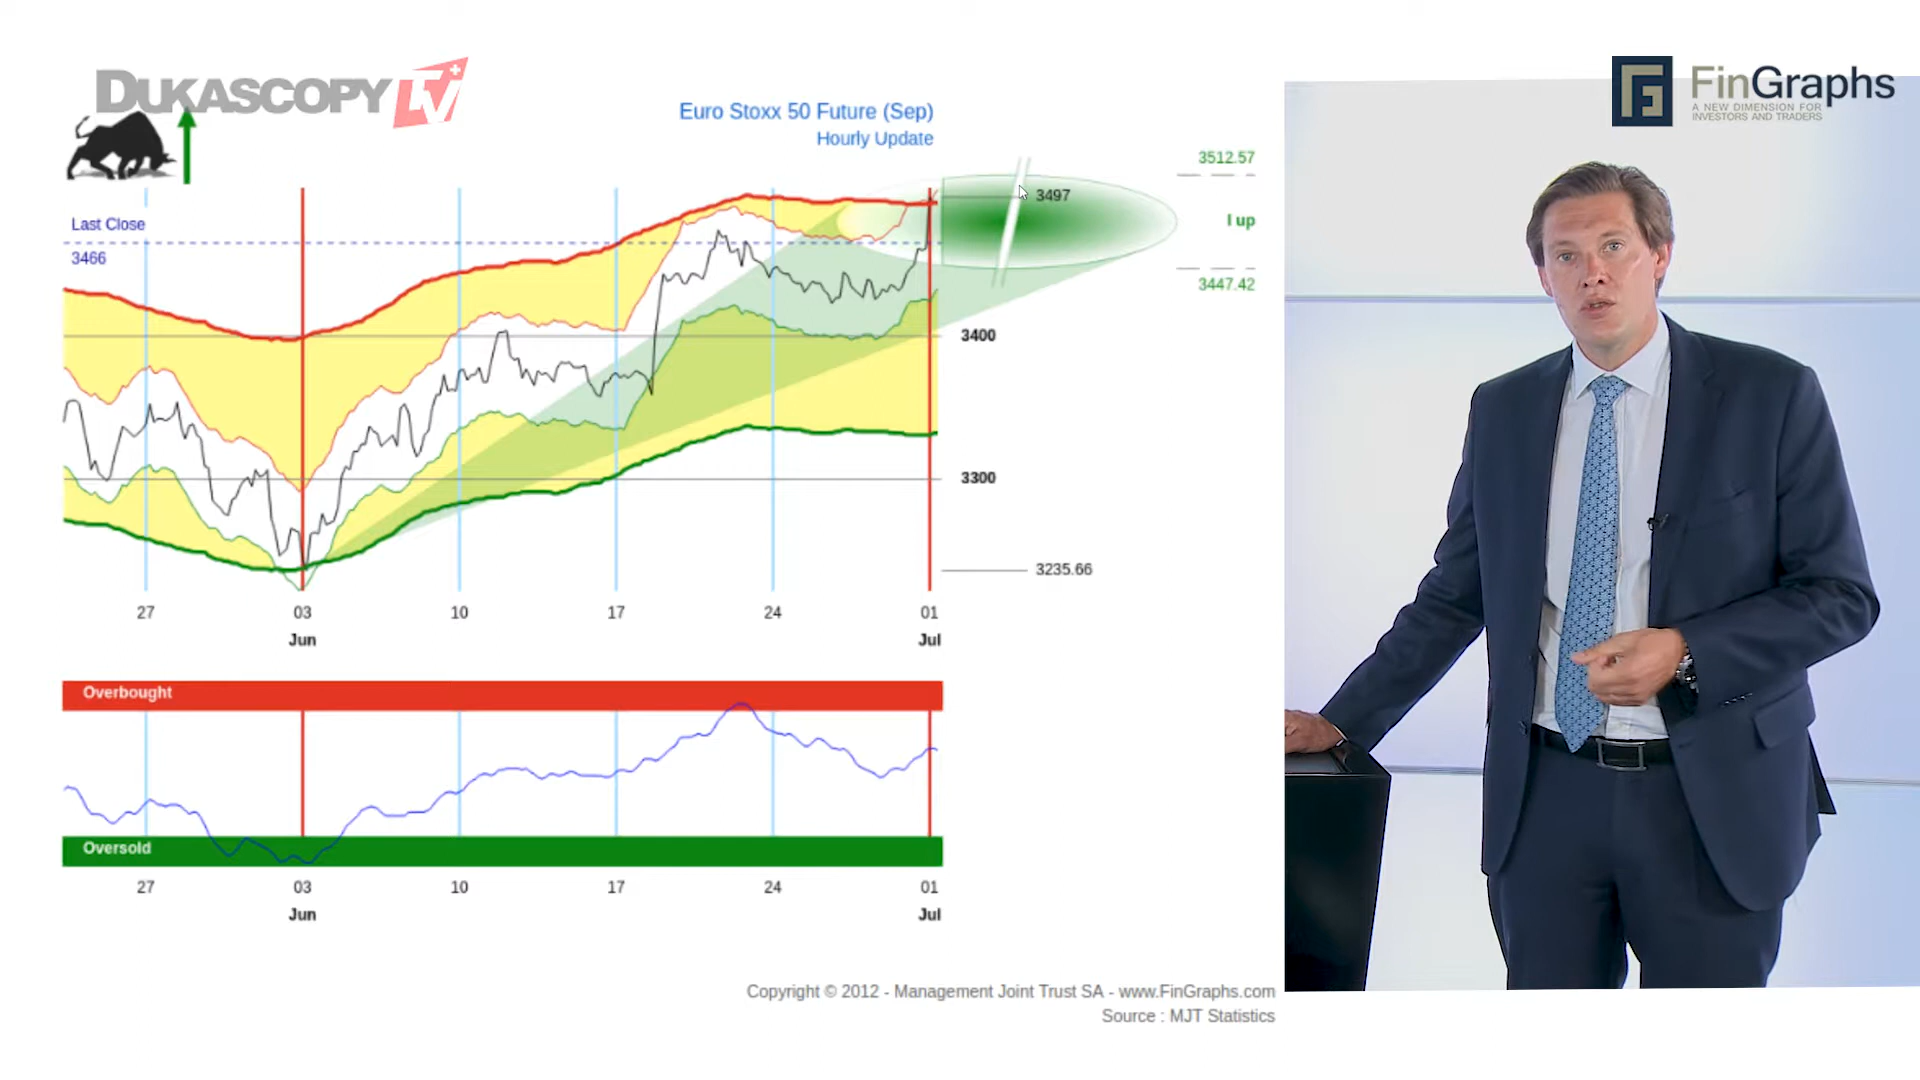 DUKASCOPY TV
FinGraphs
A NEW DIMENSION FOR
INVESTORS AND TRADERS
Euro Stoxx 50 Future (Sep)
Hourly Update
3512.57
3497
Last Close
3466
I up
3447.42
3400
3300
3235.66
27 03 10 17 24 01
Jun Jul
Overbought
Oversold
27 03 10 17 24 01
Jun Jul
Copyright © 2012 - Management Joint Trust SA - www.FinGraphs.com
Source : MJT Statistics